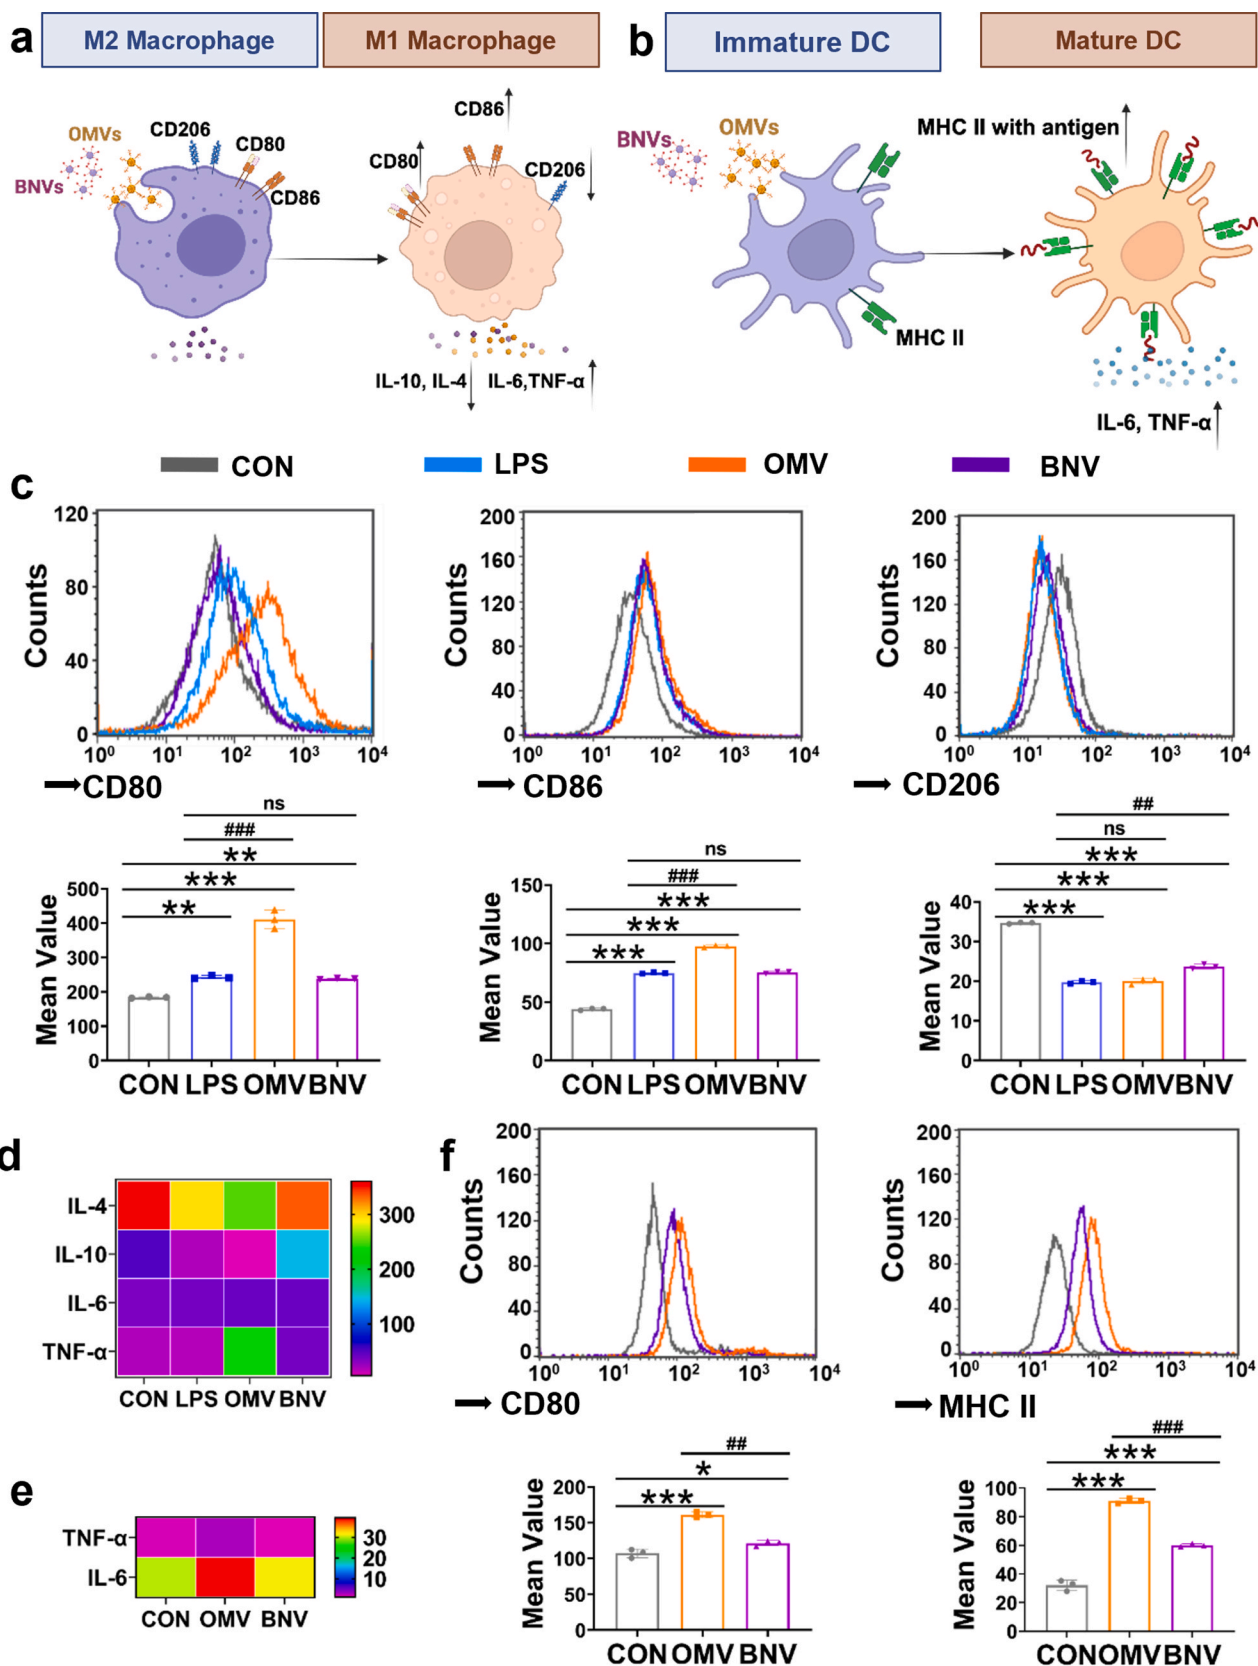 a
M2 Macrophage
M1 Macrophage
b
Immature DC
Mature DC
OMVs
BNVs
CD206
CD80
CD86
CD86
CD80
CD206
IL-10, IL-4
IL-6,TNF-α
BNVs
OMVs
MHC II
MHC II with antigen
IL-6, TNF-α
CON
LPS
OMV
BNV
c
Counts
120
80
40
0
10⁰ 10¹ 10² 10³ 10⁴
CD80
Counts
200
160
120
80
40
0
10⁰ 10¹ 10² 10³ 10⁴
CD86
Counts
200
160
120
80
40
0
10⁰ 10¹ 10² 10³ 10⁴
CD206
ns
###
**
***
**
Mean Value
500
400
300
200
100
0
CON LPS OMV BNV
ns
###
***
***
***
Mean Value
150
100
50
0
CON LPS OMV BNV
##
ns
***
***
***
Mean Value
40
30
20
10
0
CON LPS OMV BNV
d
IL-4
IL-10
IL-6
TNF-α
CON LPS OMV BNV
300
200
100
e
TNF-α
IL-6
CON OMV BNV
30
20
10
f
Counts
200
160
120
80
40
0
10⁰ 10¹ 10² 10³ 10⁴
CD80
Counts
200
160
120
80
40
0
10⁰ 10¹ 10² 10³ 10⁴
MHC II
##
*
***
Mean Value
200
150
100
50
0
CON OMV BNV
###
***
***
Mean Value
100
80
60
40
20
0
CON OMV BNV